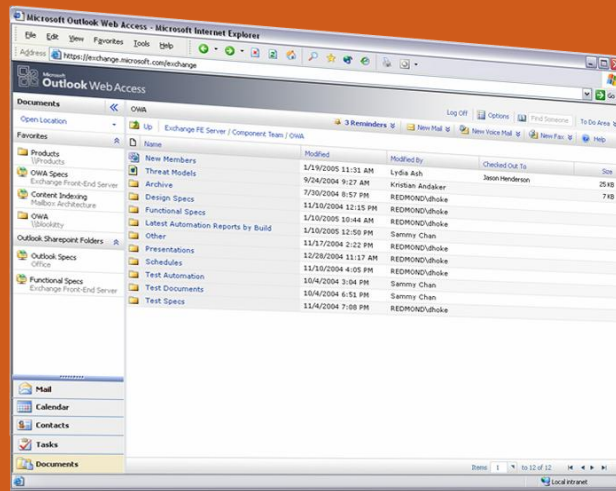 Microsoft Outlook Web Access - Microsoft Internet Explorer
File Edit View Favorites Tools Help
Address https://exchange.microsoft.com/exchange
Go
Microsoft
Outlook Web Access
Documents
OWA
Log Off Options Find Someone To Do Area
Open Location
Up Exchange FE Server / Component Team / OWA
3 Reminders New Mail New Voice Mail New Fax Help
Favorites
Name Modified Modified By Checked Out To Size
Products
\\Products
OWA Specs
Exchange Front-End Server
Content Indexing
Mailbox Architecture
OWA
Outlook Sharepoint Folders
Outlook Specs
Office
Functional Specs
Exchange Front-End Server
New Members 1/19/2005 11:31 AM Lydia Ash Jason Henderson 25 KB
Threat Models 9/24/2004 9:27 AM Kristian Andaker 7 KB
Archive 7/30/2004 8:57 PM REDMOND\dhoke
Design Specs 11/10/2004 12:15 PM REDMOND\dhoke
Functional Specs 1/10/2005 10:44 AM REDMOND\dhoke
Latest Automation Reports by Build 1/10/2005 12:50 PM Sammy Chan
Other 11/17/2004 2:22 PM REDMOND\dhoke
Presentations 12/28/2004 11:17 AM REDMOND\dhoke
Schedules 11/10/2004 4:05 PM REDMOND\dhoke
Test Automation 10/4/2004 3:04 PM Sammy Chan
Test Documents 10/4/2004 6:51 PM Sammy Chan
Test Specs 11/4/2004 7:08 PM REDMOND\dhoke
Mail
Calendar
Contacts
Tasks
Documents
Items 1 to 12 of 12
Local intranet